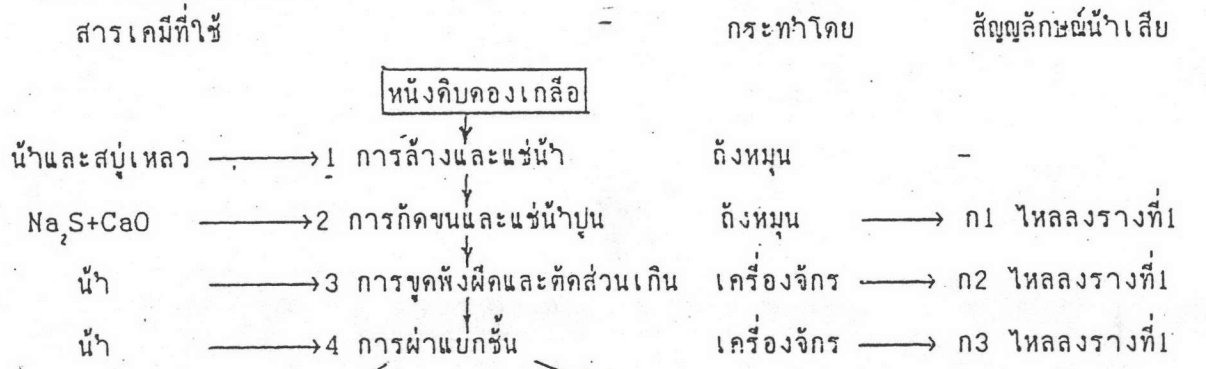 สารเคมีที่ใช้ กระทำโดย สัญญลักษณ์น้ำเสีย
หนังดิบดองเกลือ
น้ำและสบู่เหลว 1 การล้างและแช่น้ำ ถังหมุน -
Na₂S+CaO 2 การกัดขนและแช่น้ำปูน ถังหมุน ก1 ไหลลงรางที่1
น้ำ 3 การขูดพังผืดและตัดส่วนเกิน เครื่องจักร ก2 ไหลลงรางที่1
น้ำ 4 การผ่าแยกชั้น เครื่องจักร ก3 ไหลลงรางที่1